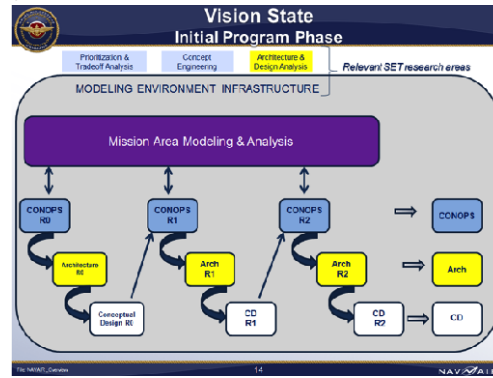 Vision State
Initial Program Phase
Prioritization &
Tradeoff Analysis
Concept
Engineering
Architecture &
Design Analysis
Relevant SET research areas
MODELING ENVIRONMENT INFRASTRUCTURE
Mission Area Modeling & Analysis
CONOPS
R0
CONOPS
R1
CONOPS
R2
CONOPS
Architecture
R0
Arch
R1
Arch
R2
Arch
Conceptual
Design R0
CD
R1
CD
R2
CD
14
NAVAIR